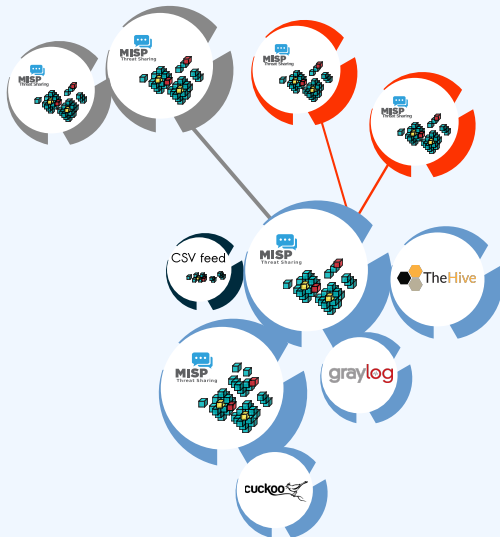 MISP
Threat Sharing
MISP
Threat Sharing
MISP
Threat Sharing
MISP
Threat Sharing
CSV feed
MISP
Threat Sharing
TheHive
MISP
Threat Sharing
graylog
cuckoo